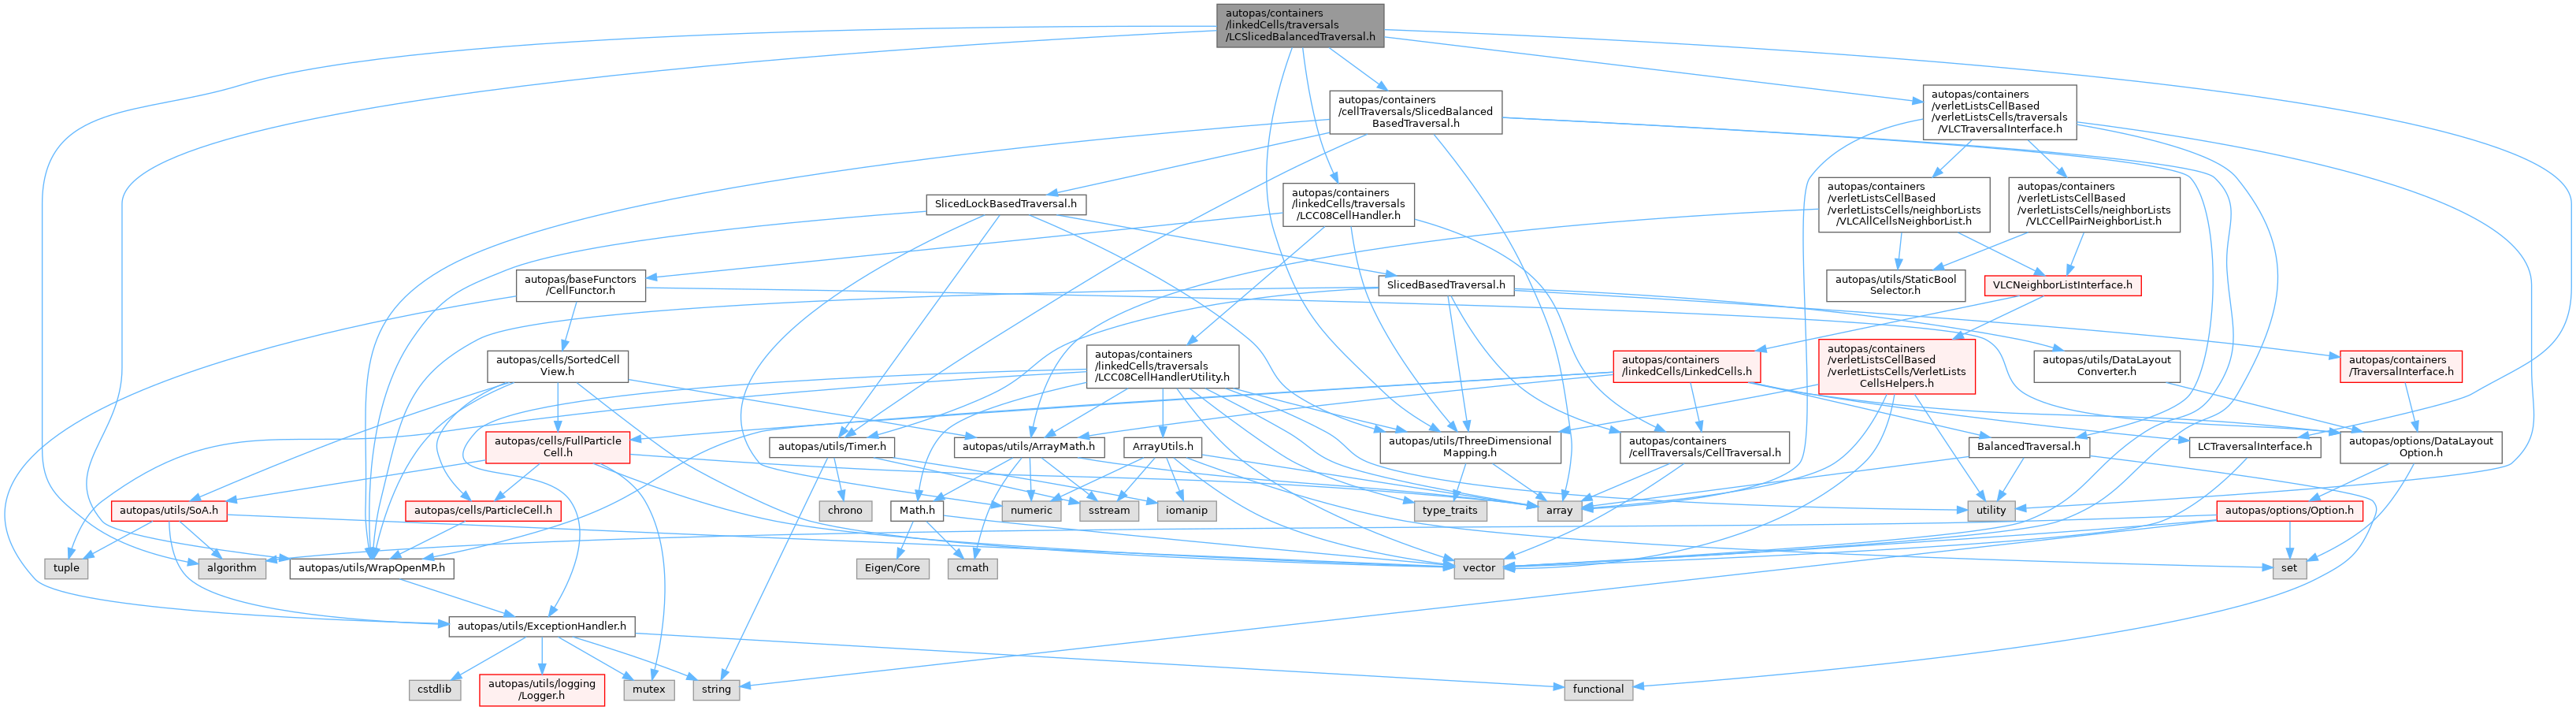 autopas/containers
/linkedCells/traversals
/LCSlicedBalancedTraversal.h
autopas/containers
/cellTraversals/SlicedBalanced
BasedTraversal.h
autopas/containers
/verletListsCellBased
/verletListsCells/traversals
/VLCTraversalInterface.h
SlicedLockBasedTraversal.h
autopas/containers
/linkedCells/traversals
/LCC08CellHandler.h
autopas/containers
/verletListsCellBased
/verletListsCells/neighborLists
/VLCAllCellsNeighborList.h
autopas/containers
/verletListsCellBased
/verletListsCells/neighborLists
/VLCCellPairNeighborList.h
autopas/baseFunctors
/CellFunctor.h
SlicedBasedTraversal.h
autopas/utils/StaticBool
Selector.h
VLCNeighborListInterface.h
autopas/cells/SortedCell
View.h
autopas/containers
/linkedCells/traversals
/LCC08CellHandlerUtility.h
autopas/containers
/linkedCells/LinkedCells.h
autopas/containers
/verletListsCellBased
/verletListsCells/VerletLists
CellsHelpers.h
autopas/utils/DataLayout
Converter.h
autopas/containers
/TraversalInterface.h
autopas/cells/FullParticle
Cell.h
autopas/utils/Timer.h
autopas/utils/ArrayMath.h
ArrayUtils.h
autopas/utils/ThreeDimensional
Mapping.h
autopas/containers
/cellTraversals/CellTraversal.h
BalancedTraversal.h
LCTraversalInterface.h
autopas/options/DataLayout
Option.h
autopas/utils/SoA.h
autopas/cells/ParticleCell.h
chrono
Math.h
numeric
sstream
iomanip
type_traits
array
utility
autopas/options/Option.h
tuple
algorithm
autopas/utils/WrapOpenMP.h
Eigen/Core
cmath
vector
set
autopas/utils/ExceptionHandler.h
cstdlib
autopas/utils/logging
/Logger.h
mutex
string
functional